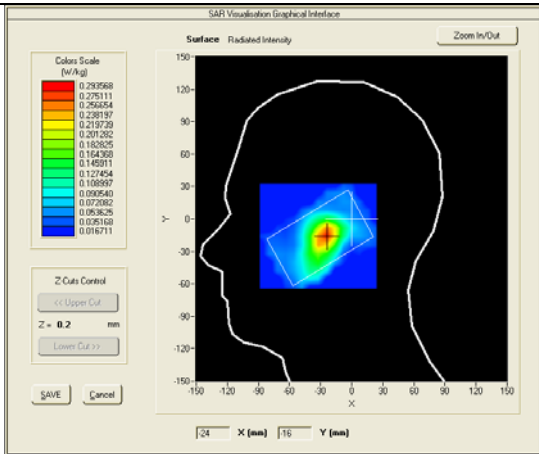 SAR Visualisation Graphical Interface
Surface Radiated Intensity
Zoom In/Out
Colors Scale
(W/kg)
0.293568
0.275111
0.256654
0.238197
0.219739
0.201282
0.182825
0.164368
0.145911
0.127454
0.108997
0.090540
0.072082
0.053625
0.035168
0.016711
150
120
90
60
30
0
-30
-60
-90
-120
-150
Y
-150 -120 -90 -60 -30 0 30 60 90 120 150
X
Z-Cuts Control
<< Upper Cut
Z = 0.2 mm
Lower Cut >>
SAVE Cancel
-24 X (mm) -16 Y (mm)